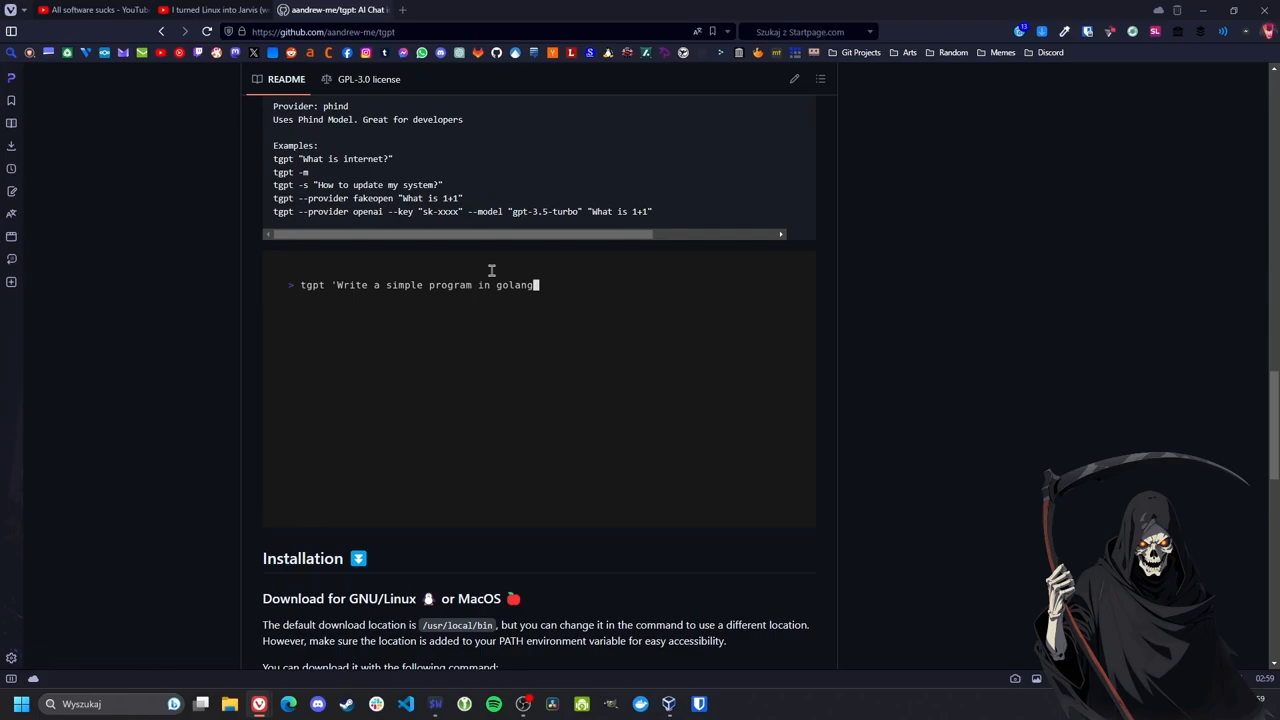 All software sucks - YouTub
I turned Linux into Jarvis (w
aandrew-me/tgpt: AI Chat i
https://github.com/aandrew-me/tgpt
Szukaj z Startpage.com
Git Projects
Arts
Random
Memes
Discord
README
GPL-3.0 license
Provider: phind
Uses Phind Model. Great for developers
Examples:
tgpt "What is internet?"
tgpt -m
tgpt -s "How to update my system?"
tgpt --provider fakeopen "What is 1+1"
tgpt --provider openai --key "sk-xxxx" --model "gpt-3.5-turbo" "What is 1+1"
> tgpt 'Write a simple program in golang
Installation
Download for GNU/Linux or MacOS
The default download location is /usr/local/bin, but you can change it in the command to use a different location.
However, make sure the location is added to your PATH environment variable for easy accessibility.
You can download it with the following command:
02:59
Wyszukaj